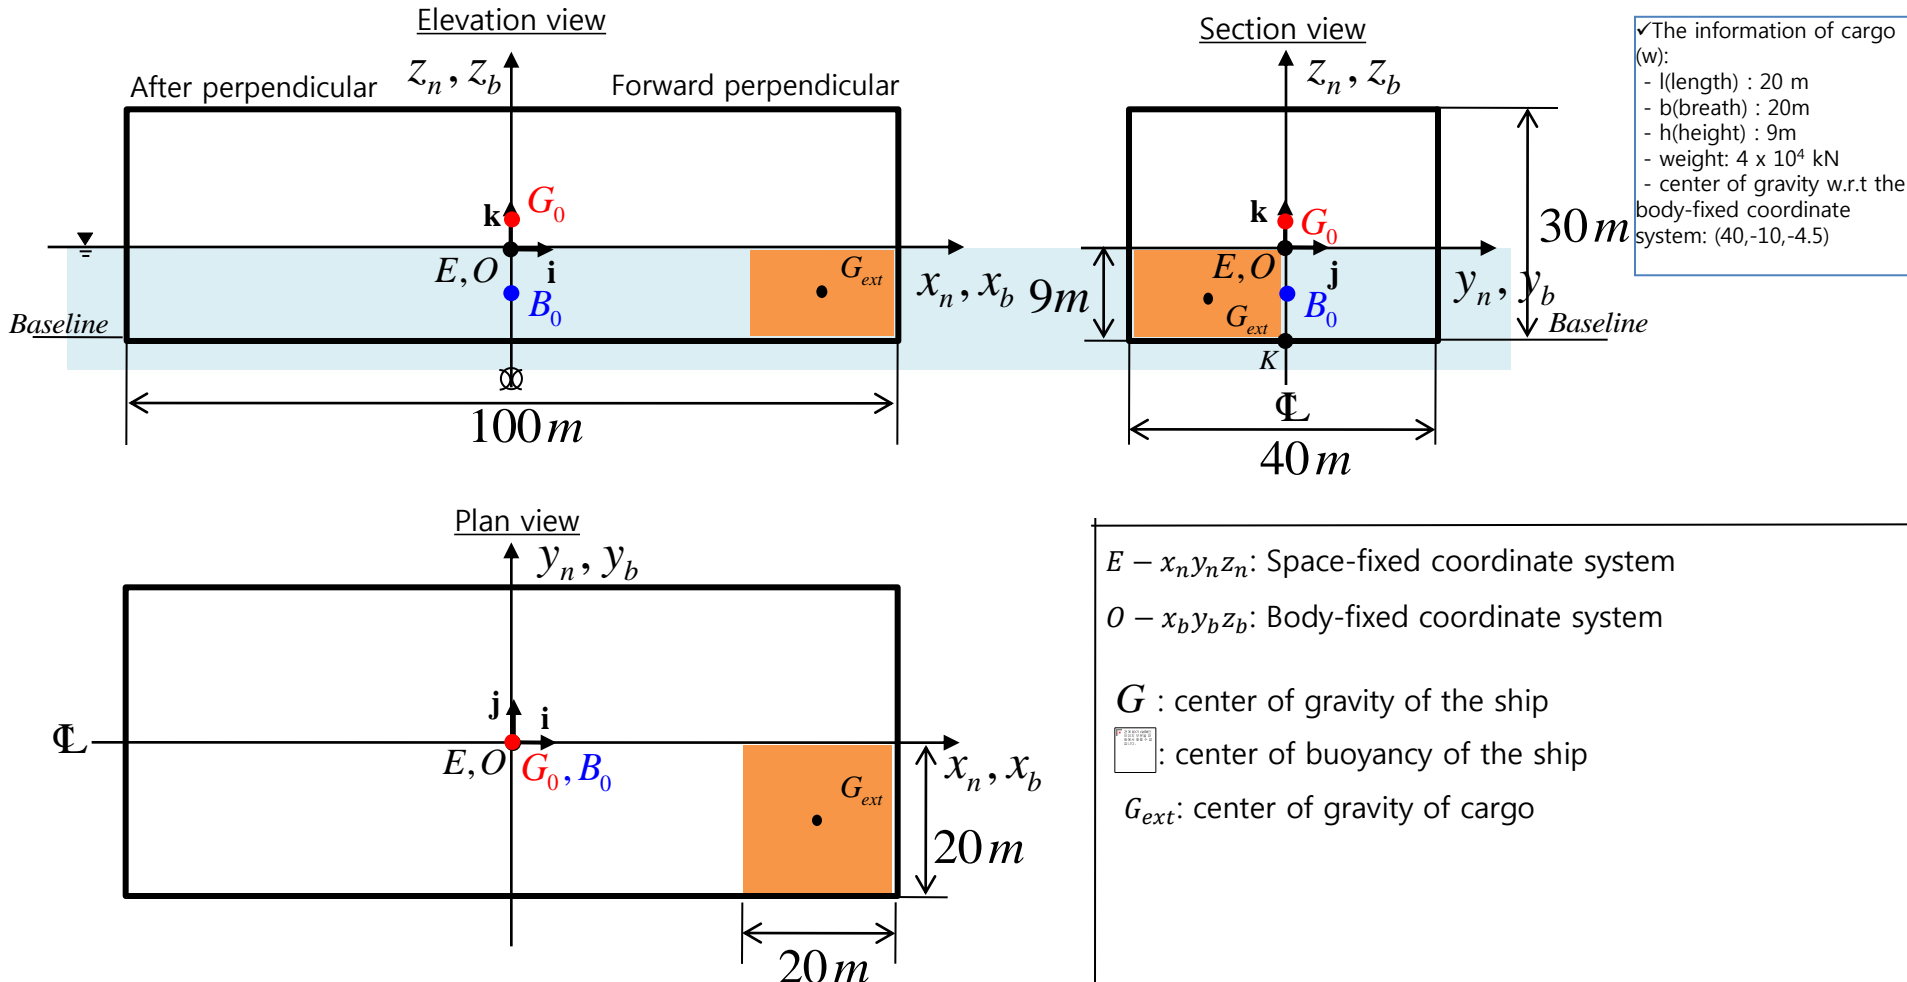 Elevation view
z_n, z_b
After perpendicular
Forward perpendicular
k
G_0
E, O
i
B_0
G_ext
x_n, x_b
Baseline
100 m
Section view
z_n, z_b
k
G_0
E, O
j
y_n, y_b
9m
G_ext
B_0
30 m
Baseline
K
℄
40 m
✓The information of cargo
(w):
- l(length) : 20 m
- b(breath) : 20m
- h(height) : 9m
- weight: 4 x 10⁴ kN
- center of gravity w.r.t the
body-fixed coordinate
system: (40,-10,-4.5)
Plan view
y_n, y_b
j
i
℄
E, O
G_0, B_0
x_n, x_b
G_ext
20 m
20 m
E − x_n y_n z_n: Space-fixed coordinate system
O − x_b y_b z_b: Body-fixed coordinate system
G : center of gravity of the ship
: center of buoyancy of the ship
G_ext: center of gravity of cargo